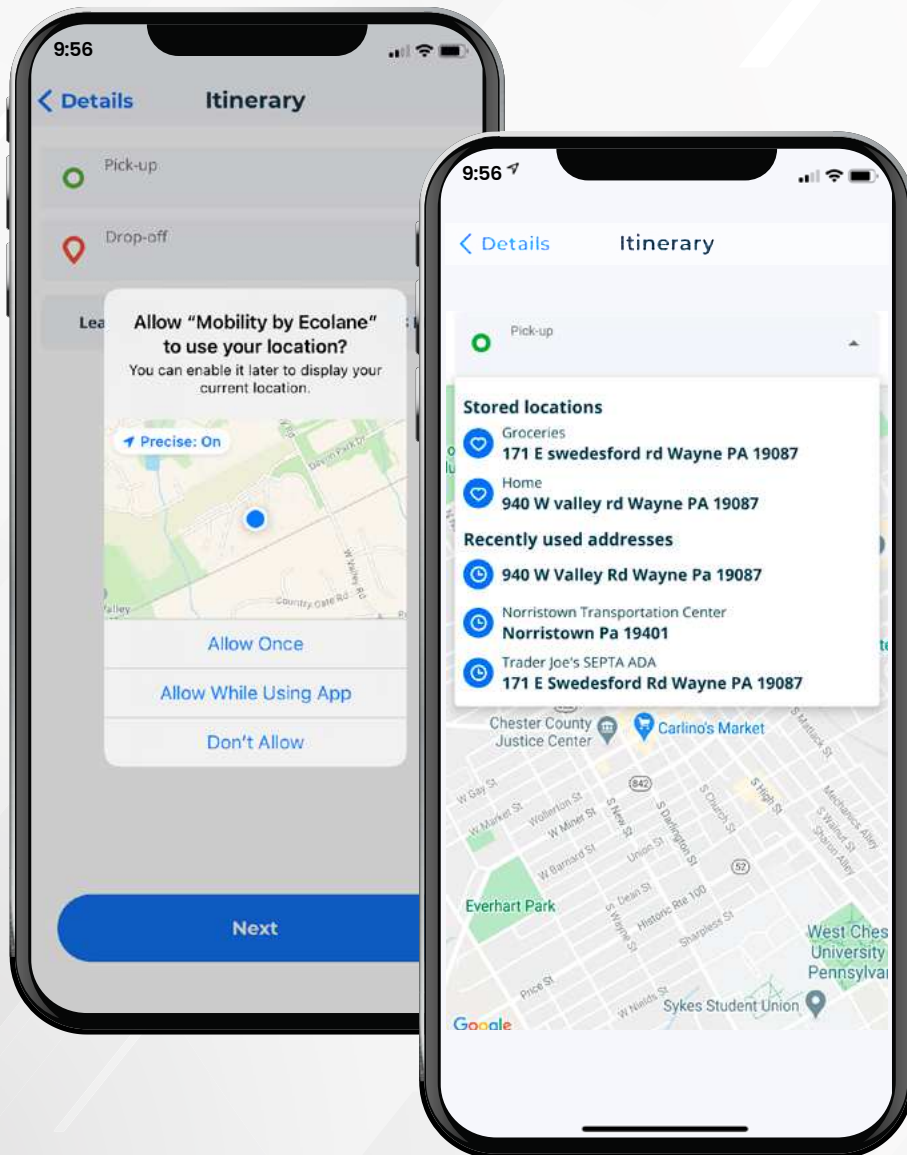 9:56
Details Itinerary
Pick-up
Drop-off
Lea
Allow “Mobility by Ecolane”
to use your location?
You can enable it later to display your
current location.
Precise: On
Devon Park Dr
W Valley Rd
Country Gate Rd
Valley
Allow Once
Allow While Using App
Don’t Allow
Next
9:56
Details Itinerary
Pick-up
Stored locations
Groceries
171 E swedesford rd Wayne PA 19087
Home
940 W valley rd Wayne PA 19087
Recently used addresses
940 W Valley Rd Wayne Pa 19087
Norristown Transportation Center
Norristown Pa 19401
Trader Joe's SEPTA ADA
171 E Swedesford Rd Wayne PA 19087
Chester County
Justice Center
Carlino's Market
W Gay St
W Market St
Wollerton St
W Miner St
W Barnard St
S New St
Union St
S Darlington St
S Church St
S High St
S Matlack St
Mechanics Alley
S Walnut St
Sharon Alley
842
52
Everhart Park
S Wayne St
Dean St
Historic Rte 100
Sharpless St
Price St
W Nields St
West Ches
University
Pennsylvai
Sykes Student Union
Google